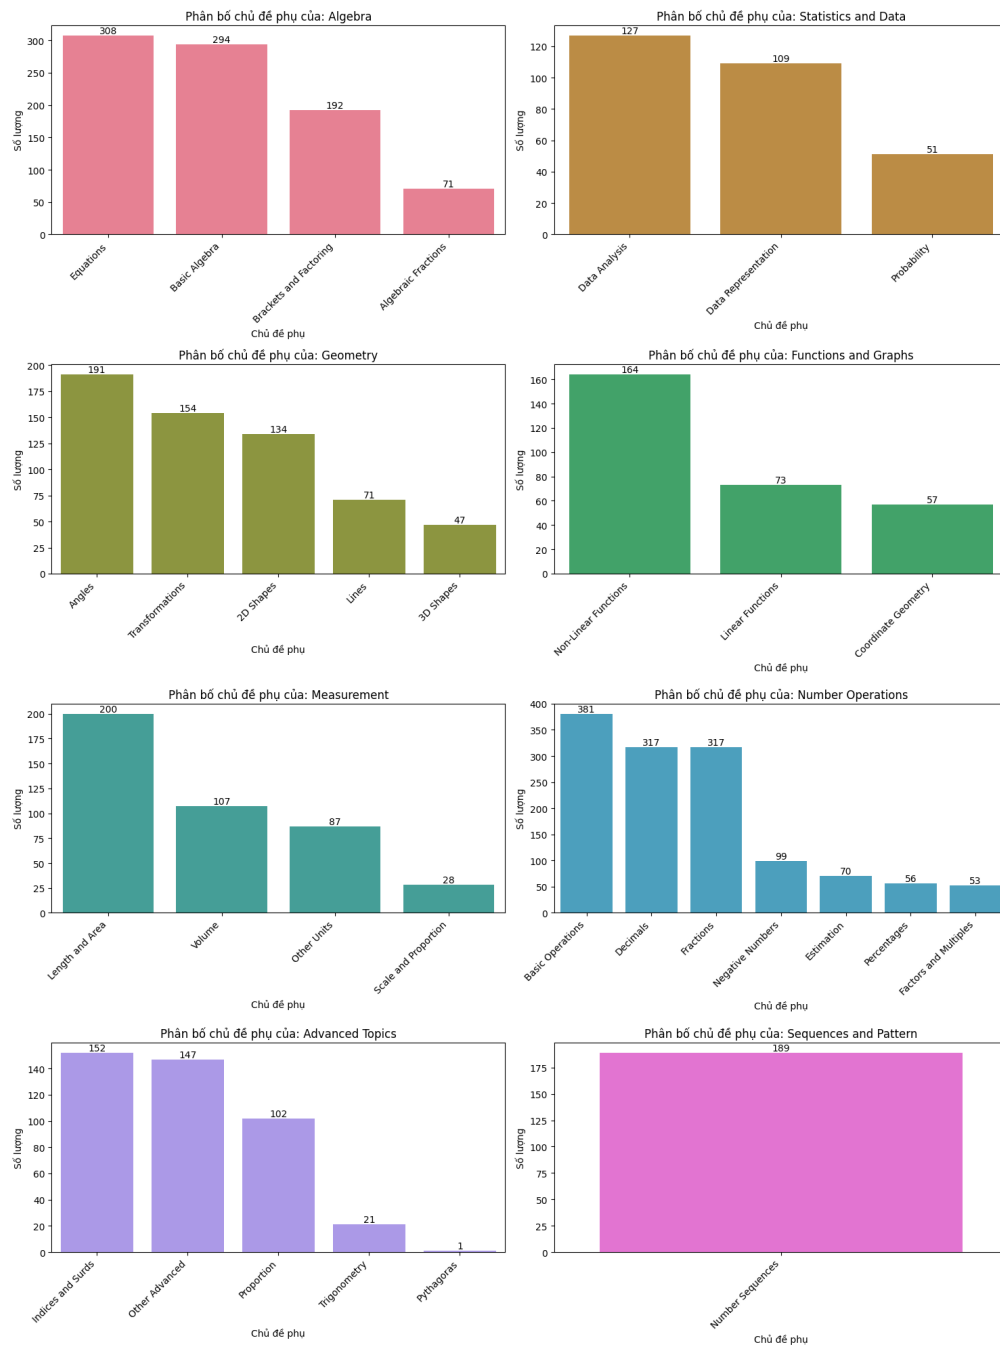 Phân bố chủ đề phụ của: Algebra
Số lượng
300
250
200
150
100
50
0
308
294
192
71
Equations
Basic Algebra
Brackets and Factoring
Algebraic Fractions
Chủ đề phụ
Phân bố chủ đề phụ của: Statistics and Data
Số lượng
120
100
80
60
40
20
0
127
109
51
Data Analysis
Data Representation
Probability
Chủ đề phụ
Phân bố chủ đề phụ của: Geometry
Số lượng
200
175
150
125
100
75
50
25
0
191
154
134
71
47
Angles
Transformations
2D Shapes
Lines
3D Shapes
Chủ đề phụ
Phân bố chủ đề phụ của: Functions and Graphs
Số lượng
160
140
120
100
80
60
40
20
0
164
73
57
Non-Linear Functions
Linear Functions
Coordinate Geometry
Chủ đề phụ
Phân bố chủ đề phụ của: Measurement
Số lượng
200
175
150
125
100
75
50
25
0
200
107
87
28
Length and Area
Volume
Other Units
Scale and Proportion
Chủ đề phụ
Phân bố chủ đề phụ của: Number Operations
Số lượng
400
350
300
250
200
150
100
50
0
381
317
317
99
70
56
53
Basic Operations
Decimals
Fractions
Negative Numbers
Estimation
Percentages
Factors and Multiples
Chủ đề phụ
Phân bố chủ đề phụ của: Advanced Topics
Số lượng
140
120
100
80
60
40
20
0
152
147
102
21
1
Indices and Surds
Other Advanced
Proportion
Trigonometry
Pythagoras
Chủ đề phụ
Phân bố chủ đề phụ của: Sequences and Pattern
Số lượng
175
150
125
100
75
50
25
0
189
Number Sequences
Chủ đề phụ